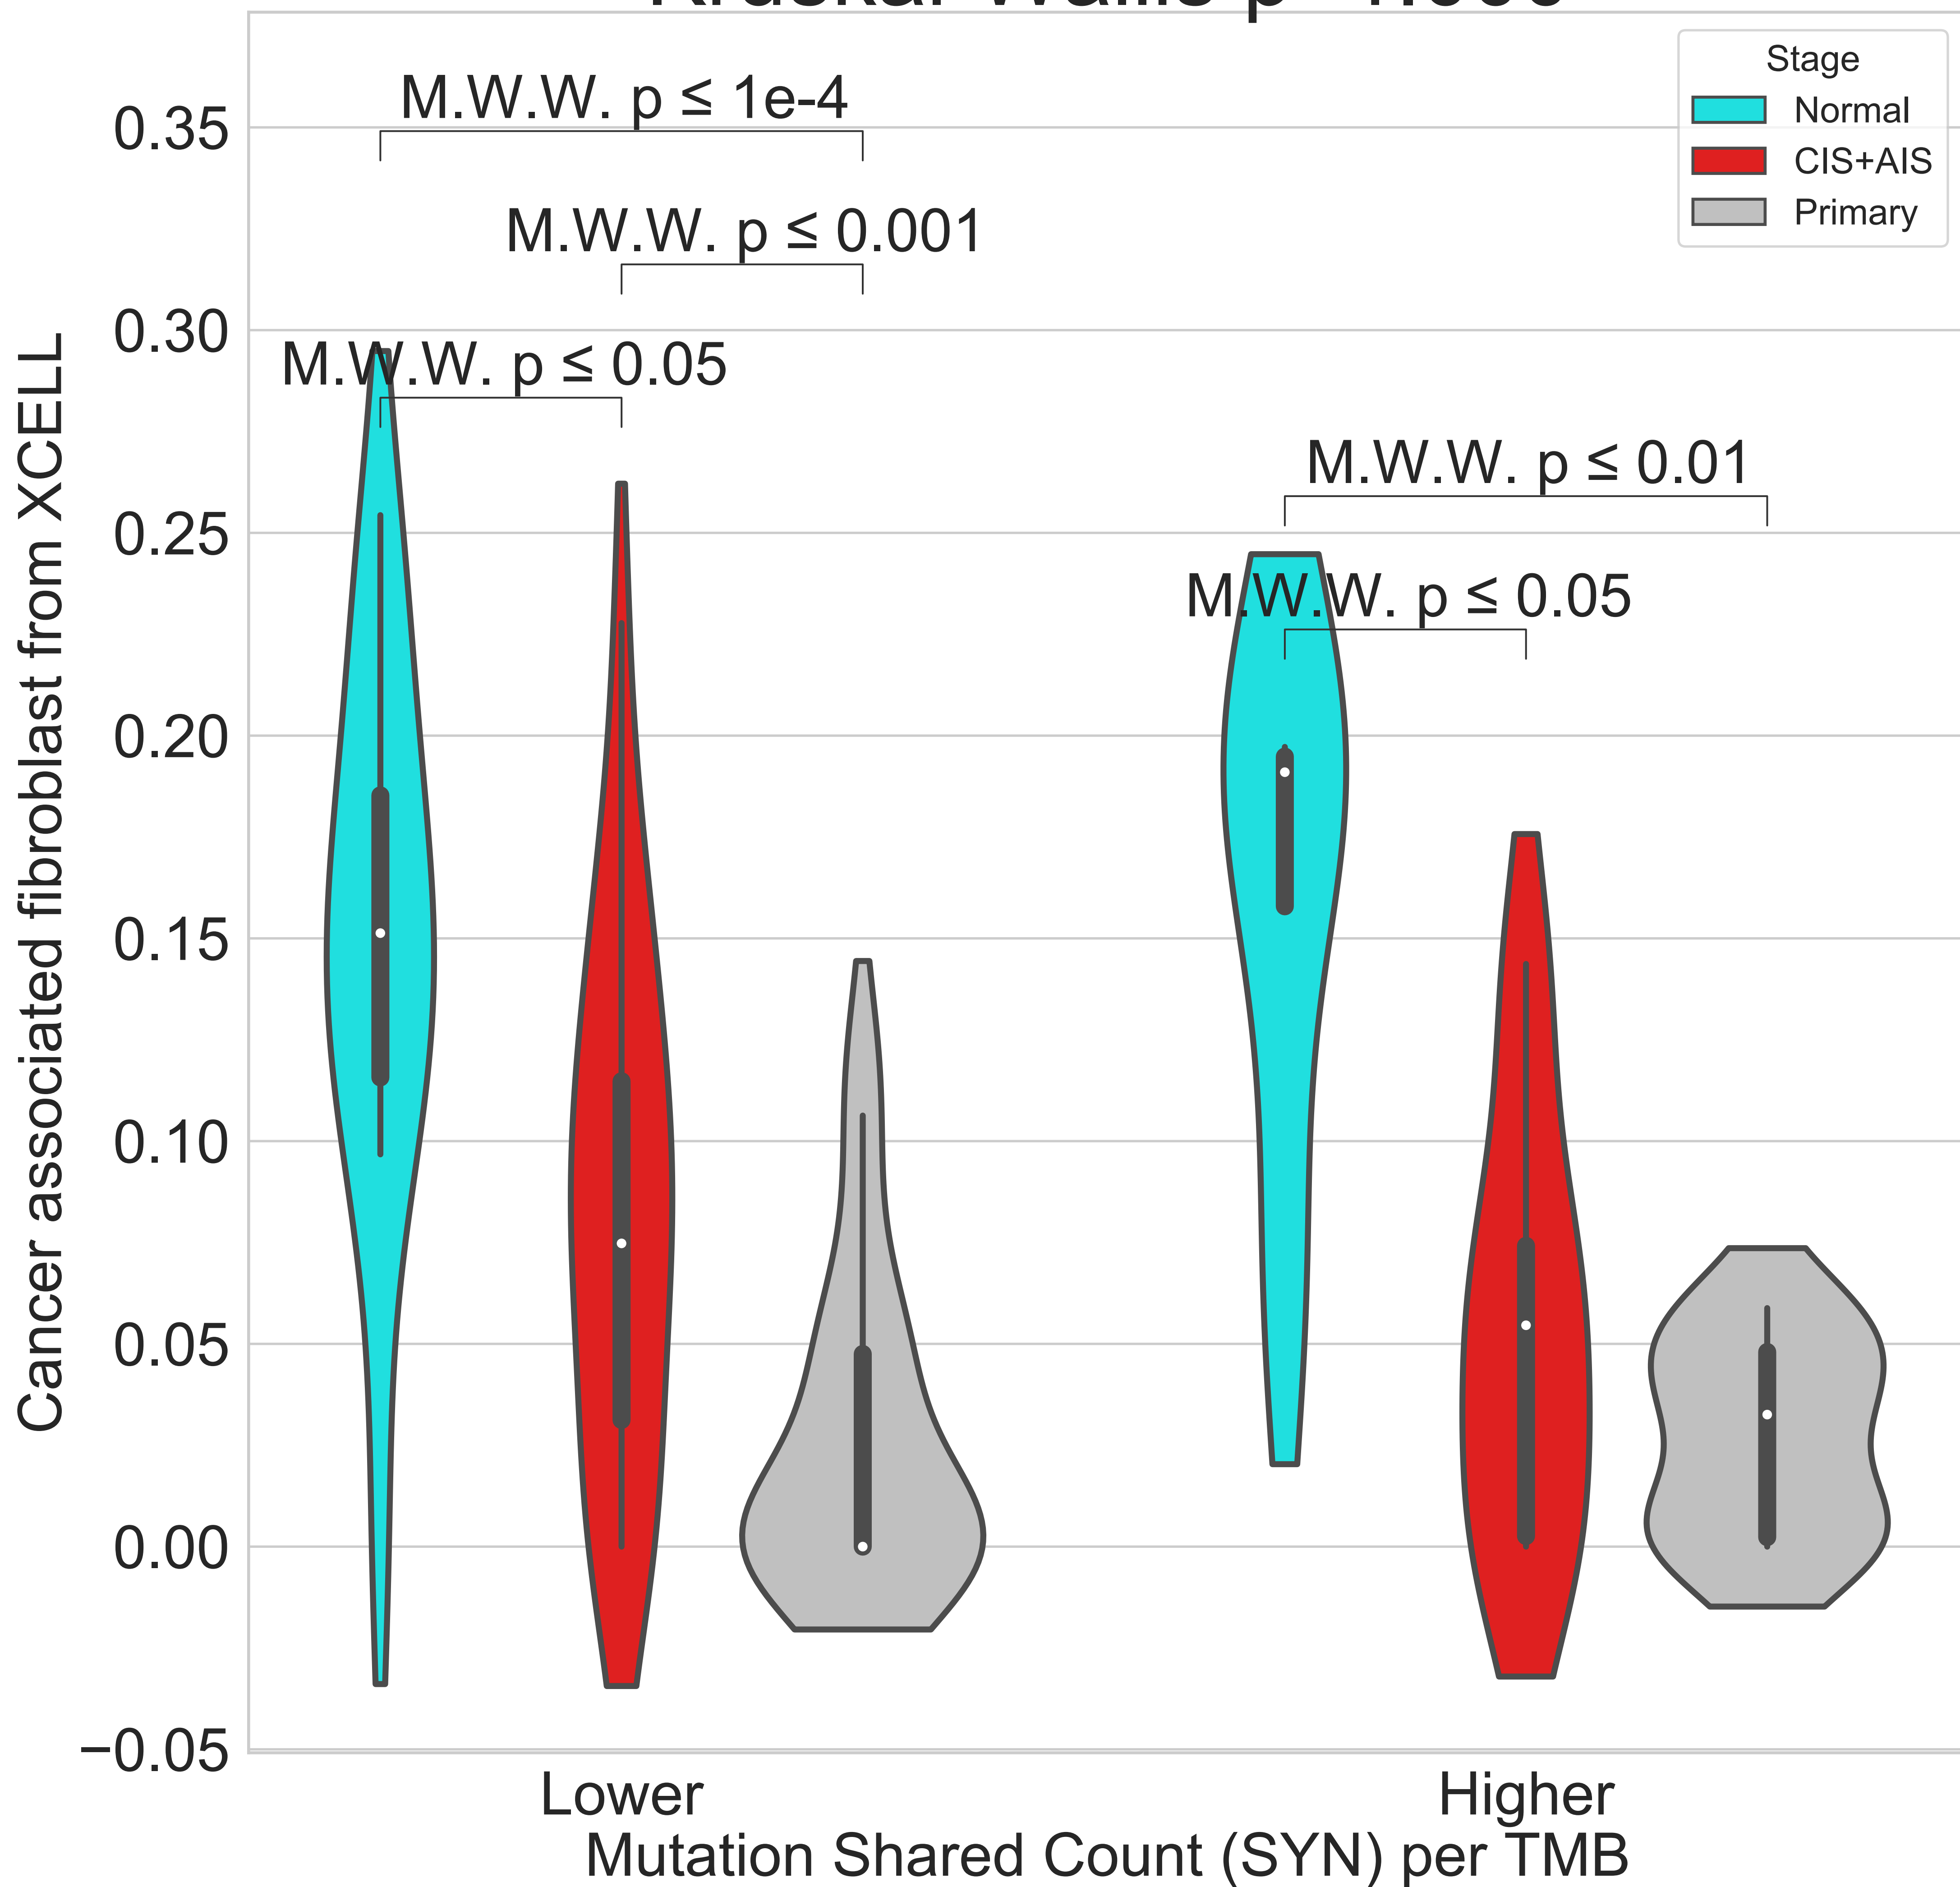 M.W.W. p ≤ 1e-4
M.W.W. p ≤ 0.001
M.W.W. p ≤ 0.05
M.W.W. p ≤ 0.01
M.W.W. p ≤ 0.05
Stage
Normal
CIS+AIS
Primary
Cancer associated fibroblast from XCELL
0.35
0.30
0.25
0.20
0.15
0.10
0.05
0.00
−0.05
Lower
Higher
Mutation Shared Count (SYN) per TMB